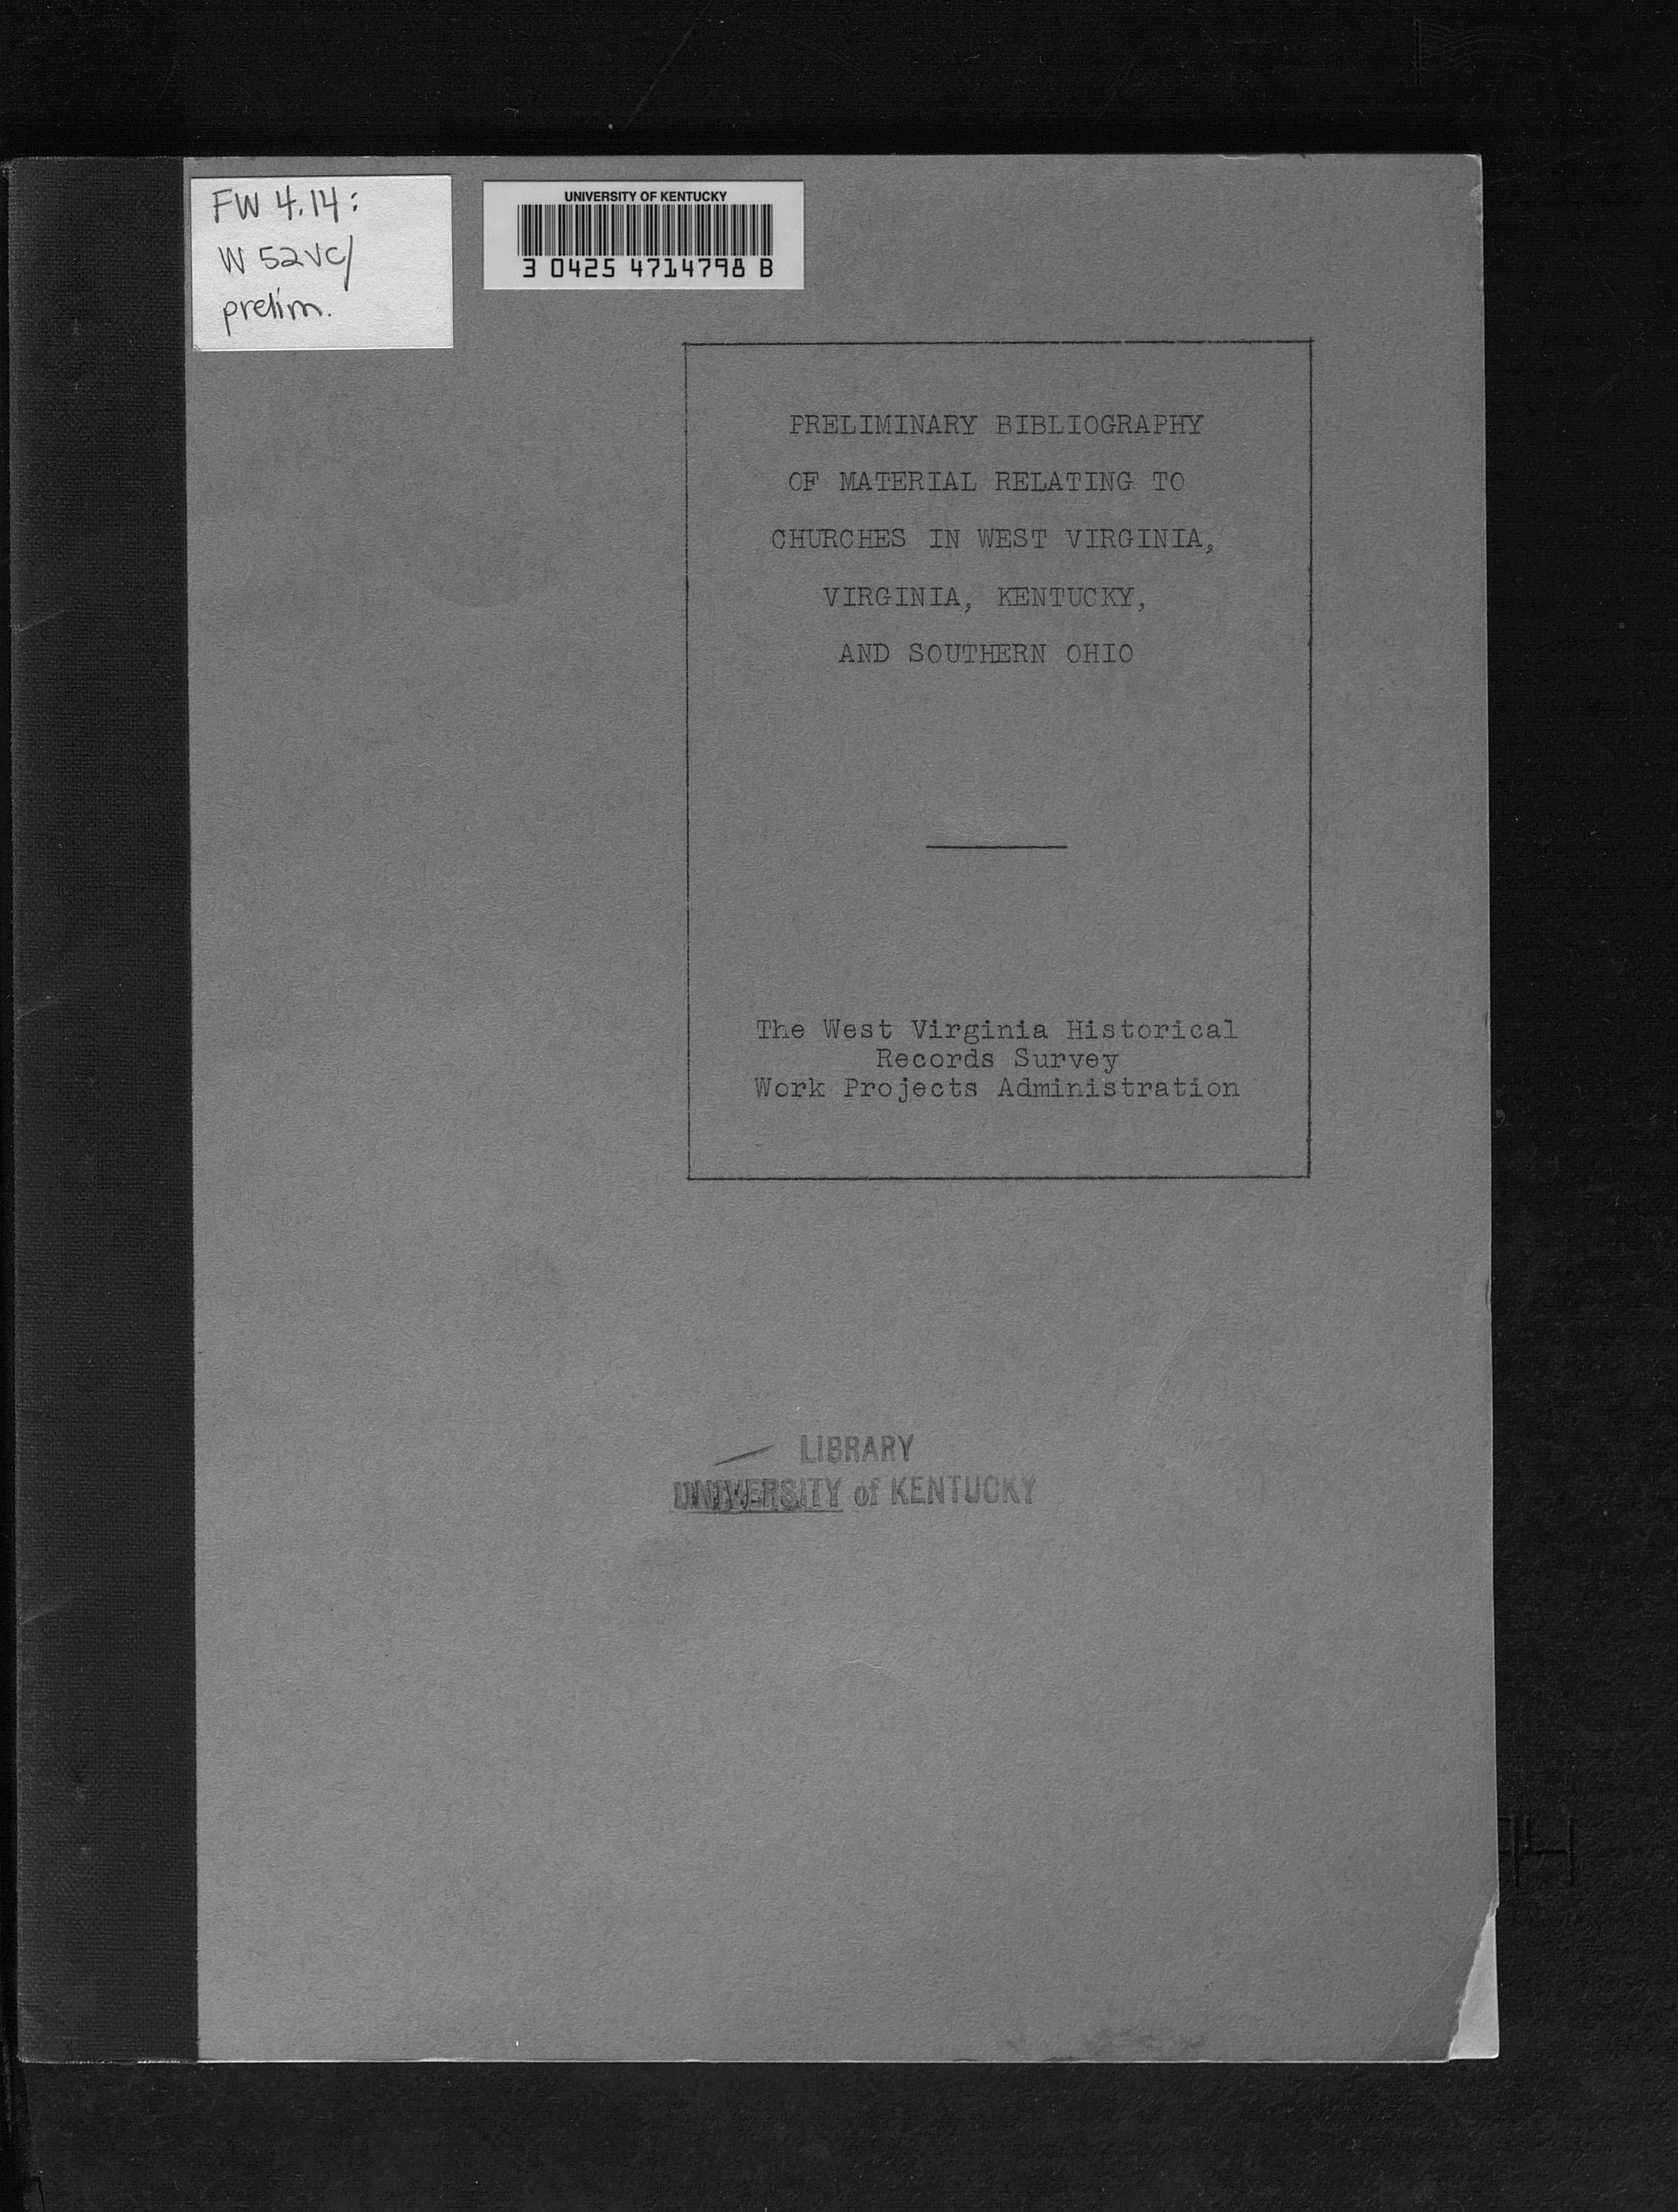 FW 4.14:
W 52vc/
prelim.
UNIVERSITY OF KENTUCKY
3 0425 4714798 B
PRELIMINARY BIBLIOGRAPHY
OF MATERIAL RELATING TO
CHURCHES IN WEST VIRGINIA,
VIRGINIA, KENTUCKY,
AND SOUTHERN OHIO
The West Virginia Historical
Records Survey
Work Projects Administration
LIBRARY
UNIVERSITY of KENTUCKY